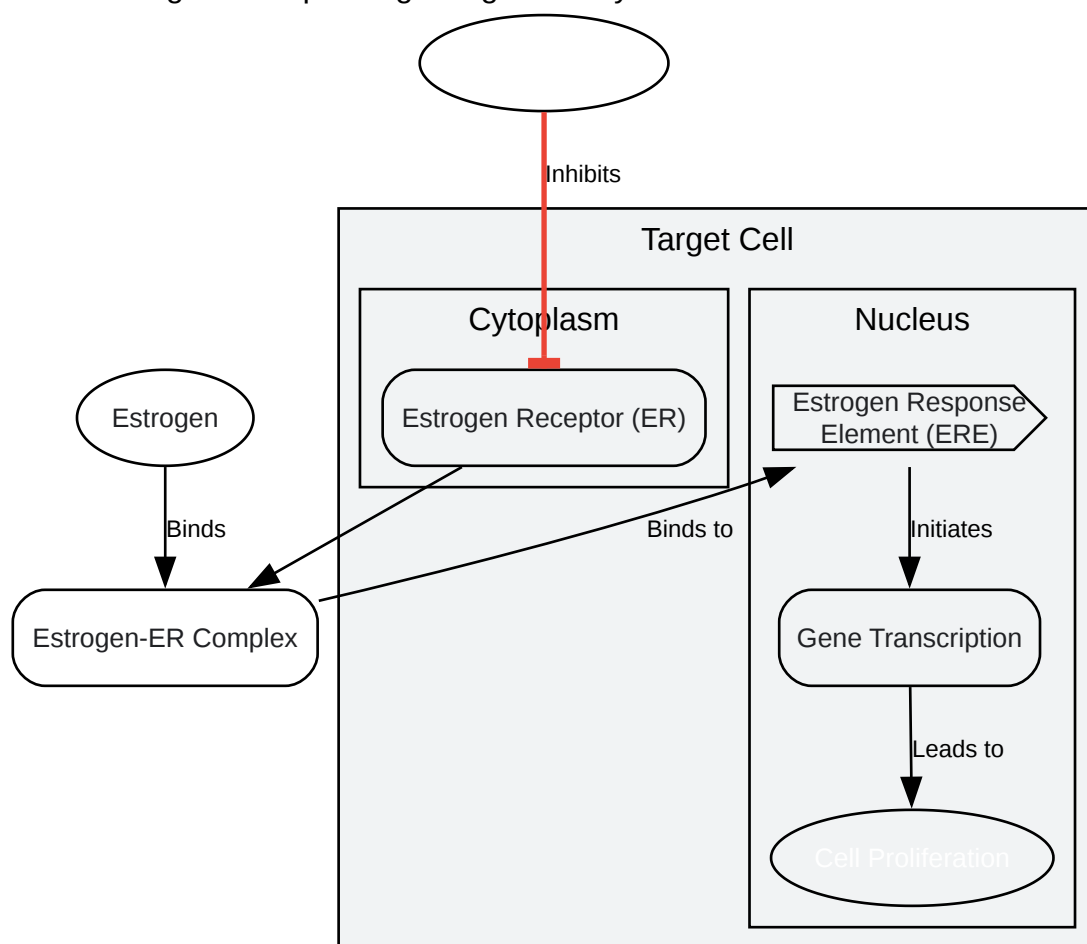 Inhibits
Target Cell
Cytoplasm
Nucleus
Estrogen
Estrogen Receptor (ER)
Estrogen Response
Element (ERE)
Binds
Binds to
Initiates
Estrogen-ER Complex
Gene Transcription
Leads to
Cell Proliferation